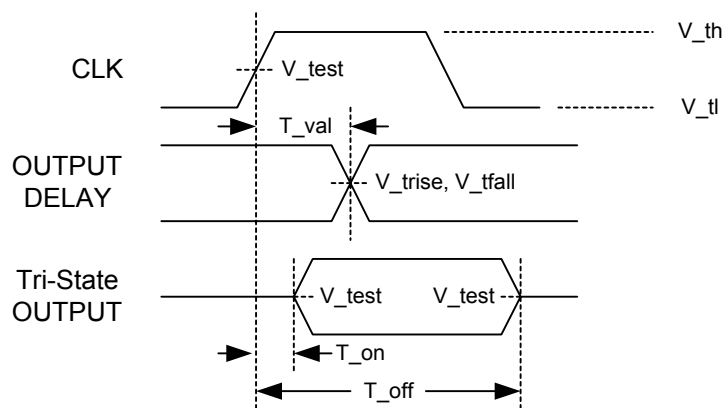 V_th
CLK
V_test
V_tl
T_val
OUTPUT
DELAY
V_trise, V_tfall
Tri-State
OUTPUT
V_test
V_test
T_on
T_off